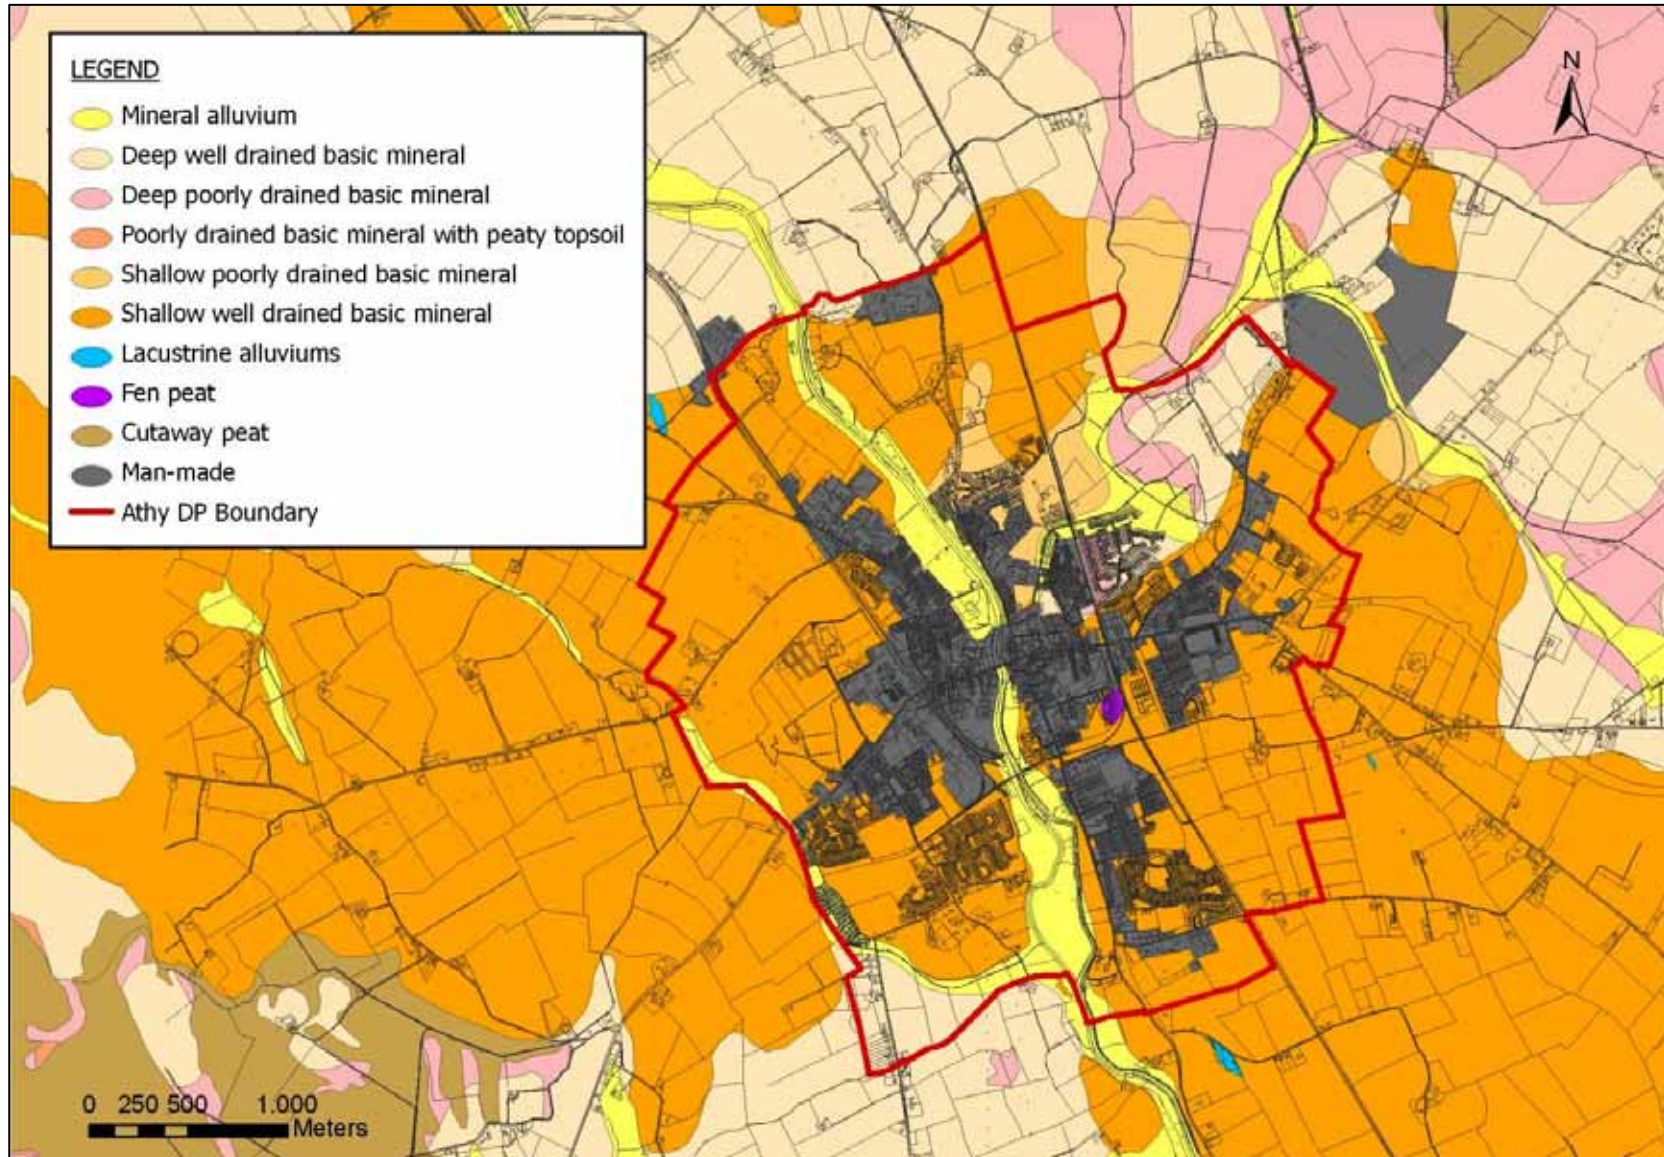 LEGEND
Mineral alluvium
Deep well drained basic mineral
Deep poorly drained basic mineral
Poorly drained basic mineral with peaty topsoil
Shallow poorly drained basic mineral
Shallow well drained basic mineral
Lacustrine alluviums
Fen peat
Cutaway peat
Man-made
Athy DP Boundary
N
0 250 500 1.000
Meters